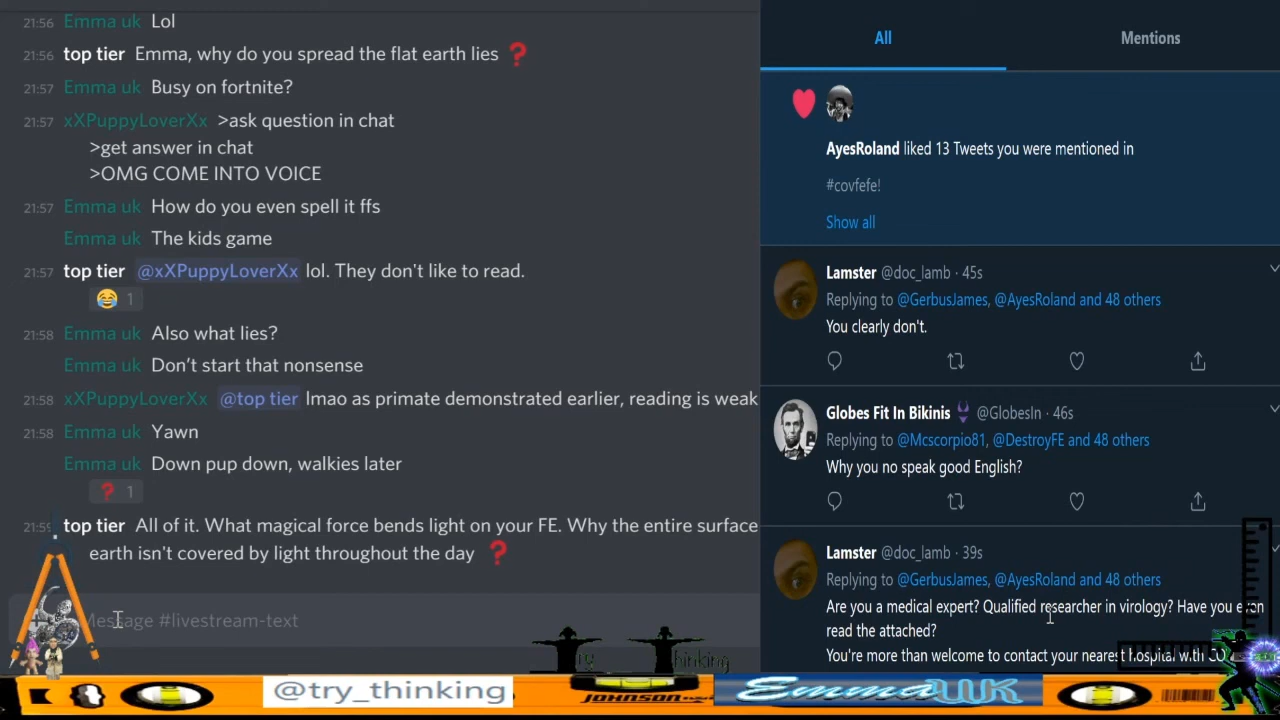 21:56 Emma uk Lol
21:56 top tier Emma, why do you spread the flat earth lies ❓
21:57 Emma uk Busy on fortnite?
21:57 xXPuppyLoverXx >ask question in chat
>get answer in chat
>OMG COME INTO VOICE
21:57 Emma uk How do you even spell it ffs
Emma uk The kids game
21:57 top tier @xXPuppyLoverXx lol. They don't like to read.
😂 1
21:58 Emma uk Also what lies?
Emma uk Don't start that nonsense
21:58 xXPuppyLoverXx @top tier lmao as primate demonstrated earlier, reading is weak
21:58 Emma uk Yawn
Emma uk Down pup down, walkies later
❓ 1
21:59 top tier All of it. What magical force bends light on your FE. Why the entire surface
earth isn't covered by light throughout the day ❓
Message #livestream-text
All Mentions
AyesRoland liked 13 Tweets you were mentioned in
#covfefe!
Show all
Lamster @doc_lamb · 45s
Replying to @GerbusJames, @AyesRoland and 48 others
You clearly don't.
Globes Fit In Bikinis @GlobesIn · 46s
Replying to @Mcscorpio81, @DestroyFE and 48 others
Why you no speak good English?
Lamster @doc_lamb · 39s
Replying to @GerbusJames, @AyesRoland and 48 others
Are you a medical expert? Qualified researcher in virology? Have you even
read the attached?
You're more than welcome to contact your nearest hospital with CO
Try Thinking
@try_thinking
JOHNSON
EmmaUK